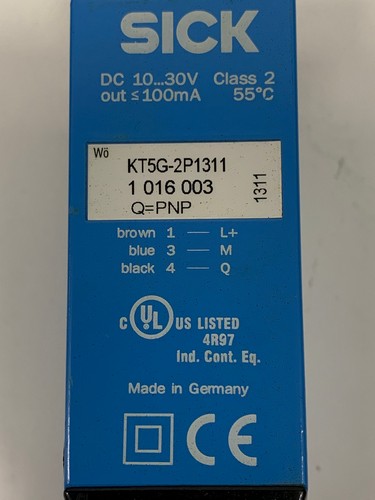 SICK
DC 10...30V Class 2
out ≤100mA 55°C
Wö
KT5G-2P1311
1 016 003
Q=PNP
1311
brown 1 — L+
blue 3 — M
black 4 — Q
C UL US LISTED
4R97
Ind. Cont. Eq.
Made in Germany
CE